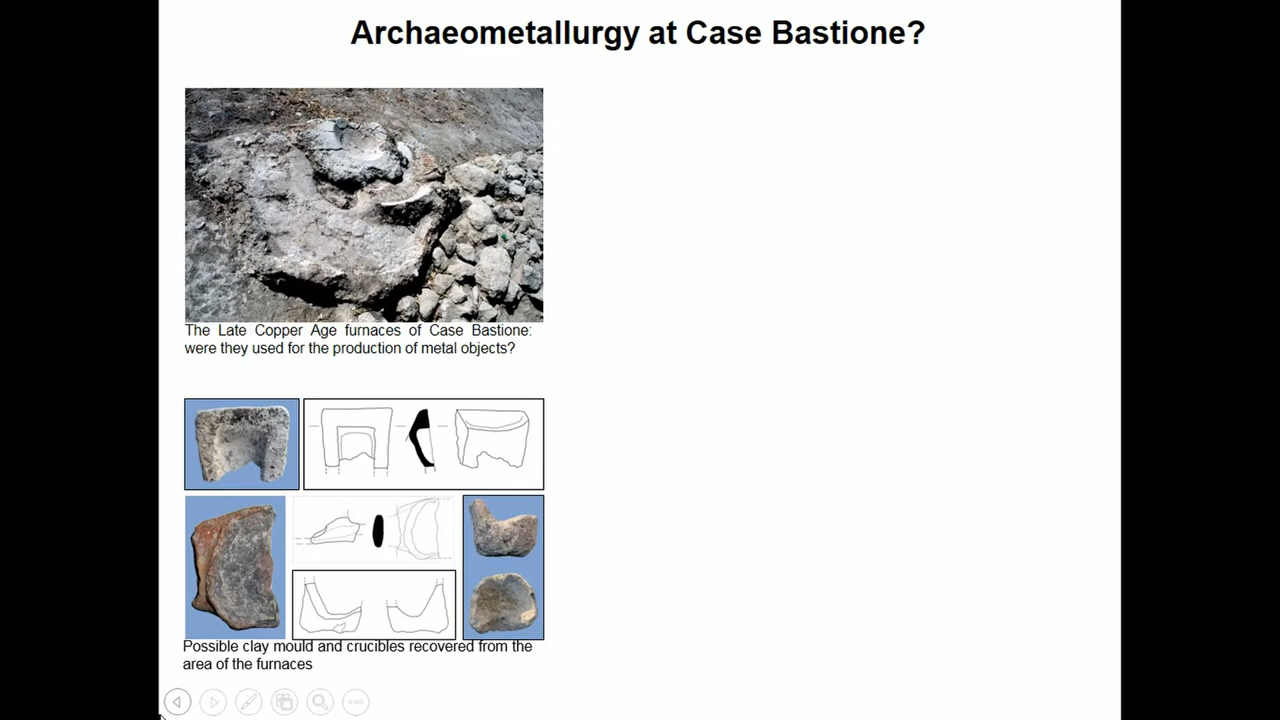 Archaeometallurgy at Case Bastione?
The Late Copper Age furnaces of Case Bastione:
were they used for the production of metal objects?
Possible clay mould and crucibles recovered from the
area of the furnaces